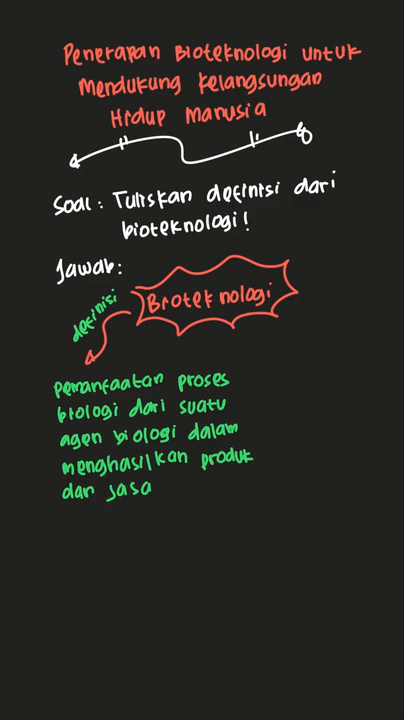 Penerapan Bioteknologi untuk
Mendukung Kelangsungan
Hidup Manusia
Soal: Tuliskan definisi dari
bioteknologi!
Jawab:
definisi
Bioteknologi
Pemanfaatan proses
biologi dari suatu
agen biologi dalam
menghasilkan produk
dan jasa